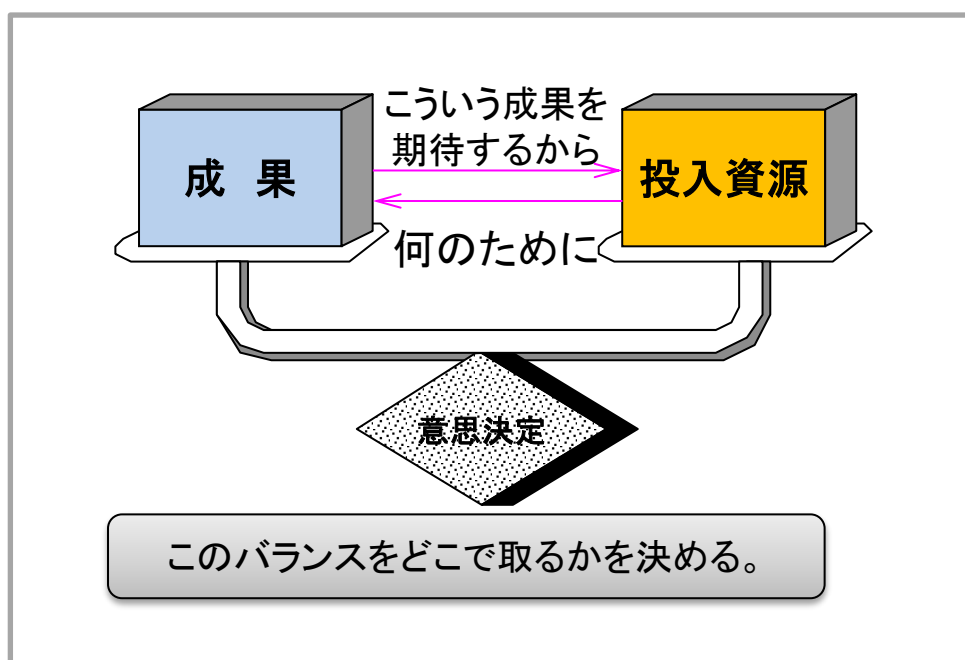 こういう成果を
期待するから
成 果
投入資源
何のために
意思決定
このバランスをどこで取るかを決める。